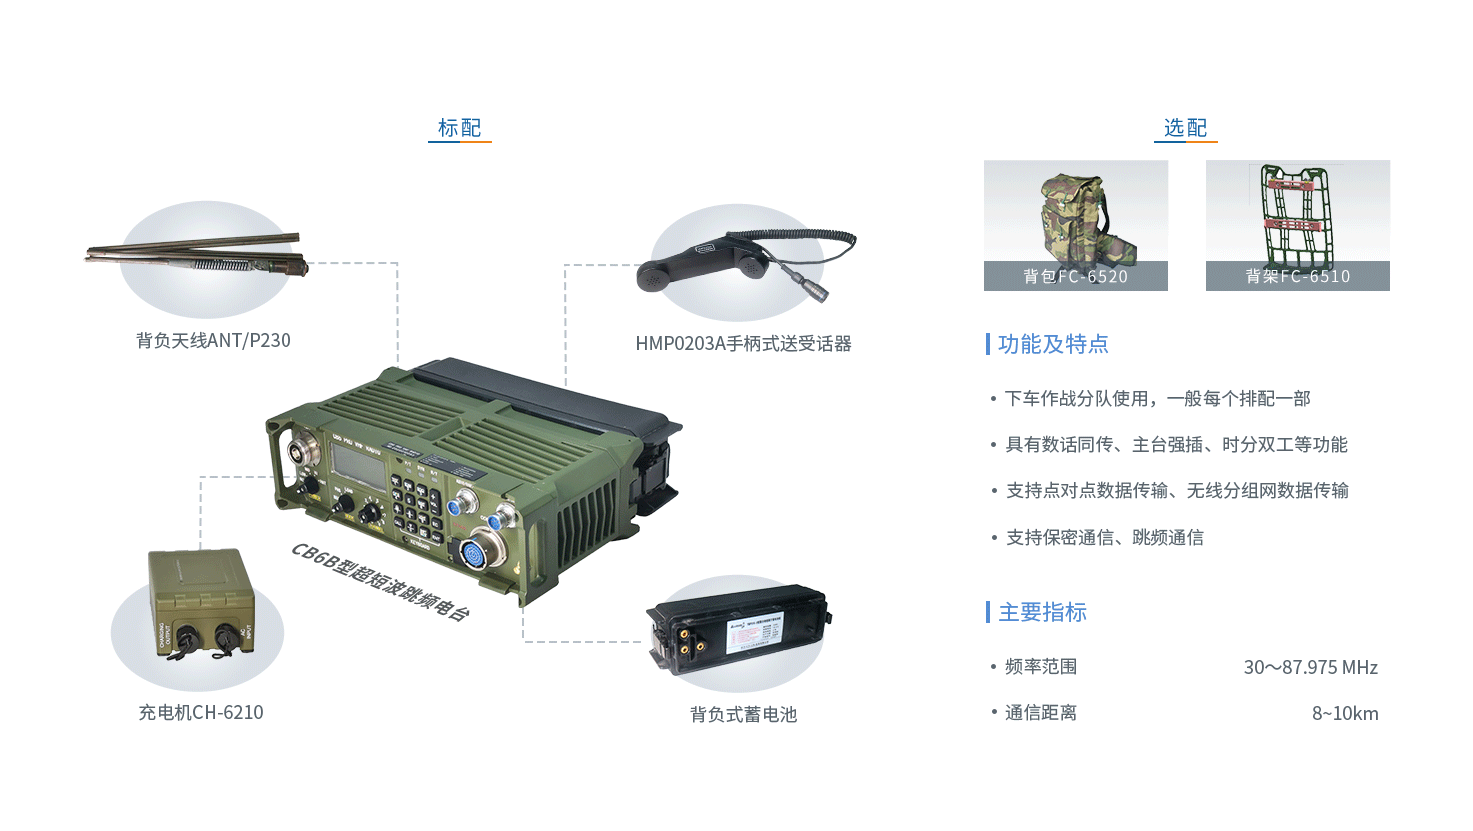 标配
选配
背包FC-6520
背架FC-6510
背负天线ANT/P230
HMP0203A手柄式送受话器
功能及特点
• 下车作战分队使用，一般每个排配一部
• 具有数话同传、主台强插、时分双工等功能
• 支持点对点数据传输、无线分组网数据传输
• 支持保密通信、跳频通信
CB6B型超短波跳频电台
CHARGING
OUTPUT
AC
INPUT
主要指标
• 频率范围 30～87.975 MHz
• 通信距离 8~10km
充电机CH-6210
背负式蓄电池